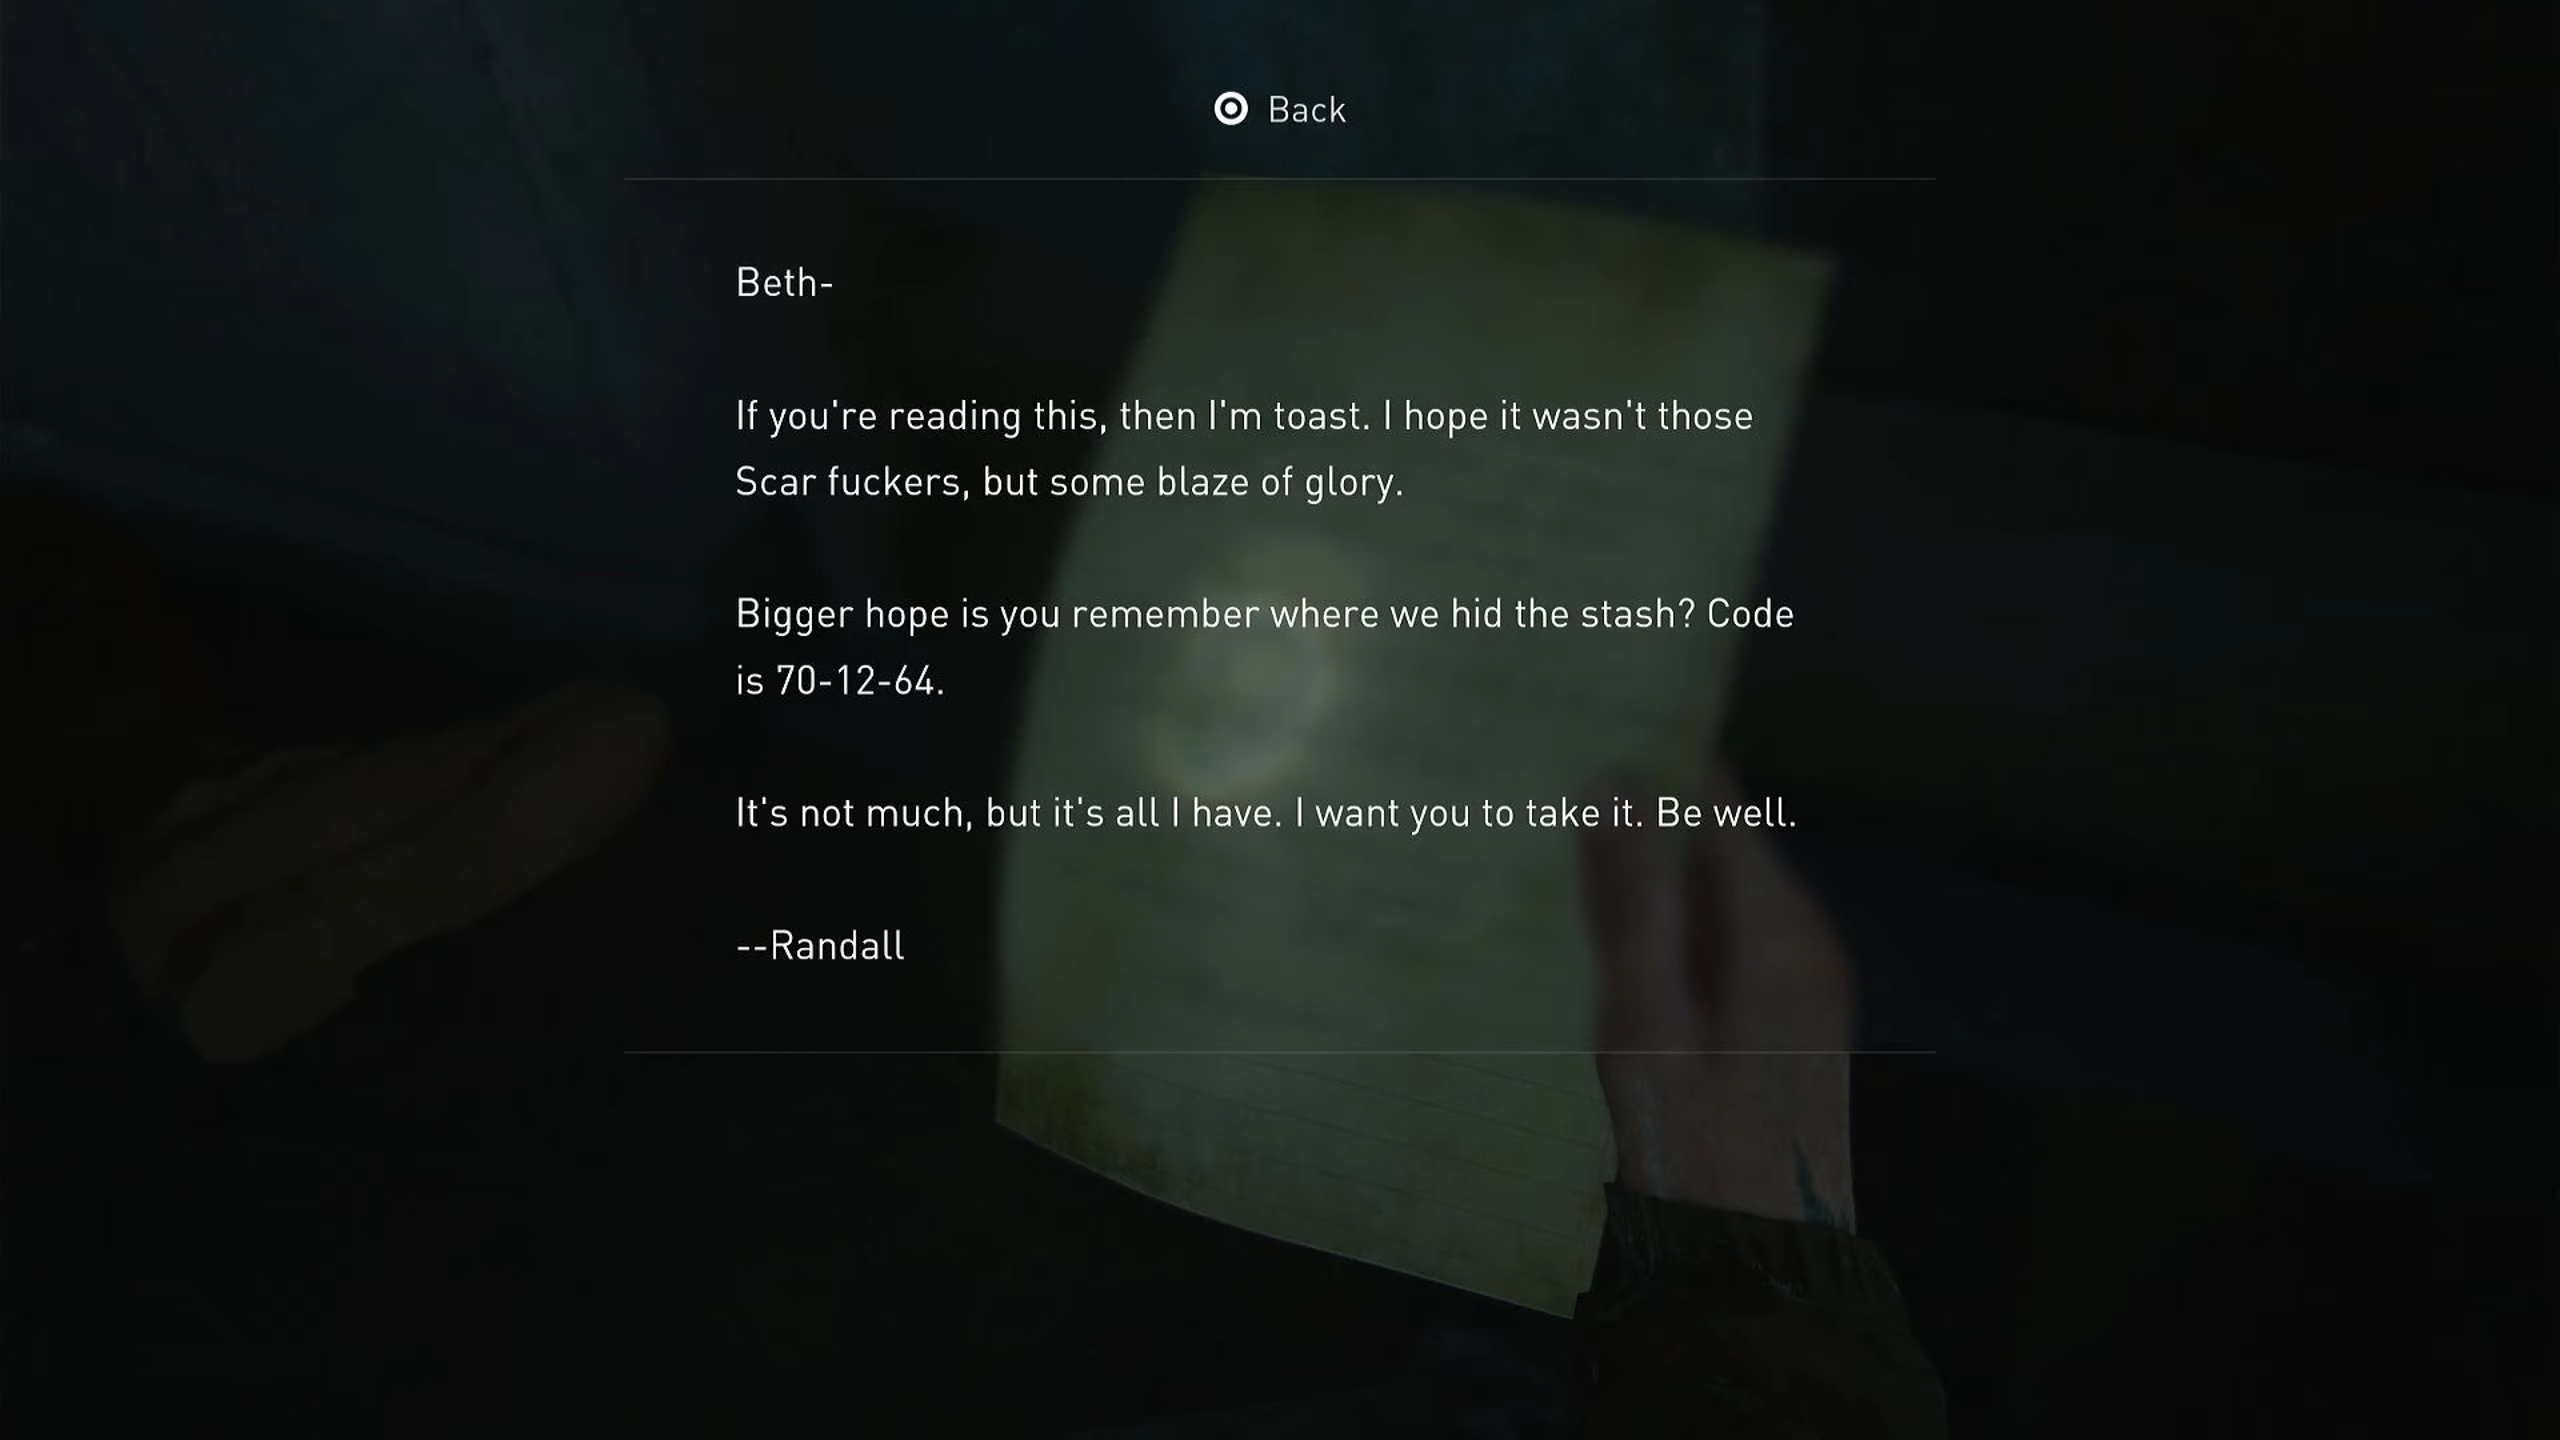 Back
Beth-
If you're reading this, then I'm toast. I hope it wasn't those
Scar fuckers, but some blaze of glory.
Bigger hope is you remember where we hid the stash? Code
is 70-12-64.
It's not much, but it's all I have. I want you to take it. Be well.
--Randall